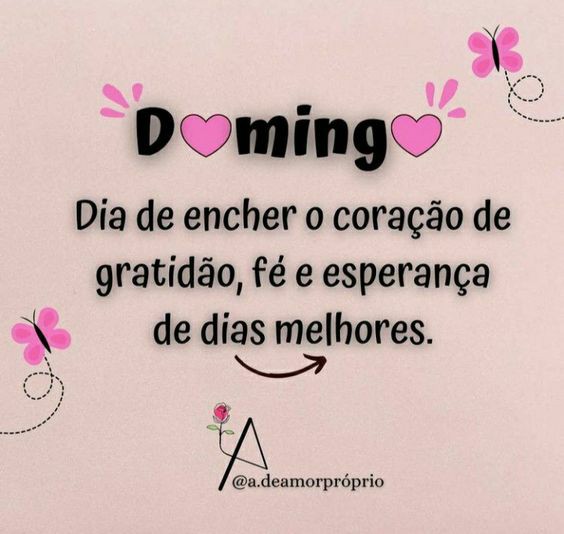 Domingo
Dia de encher o coração de
gratidão, fé e esperança
de dias melhores.
A
@a.deamorpróprio